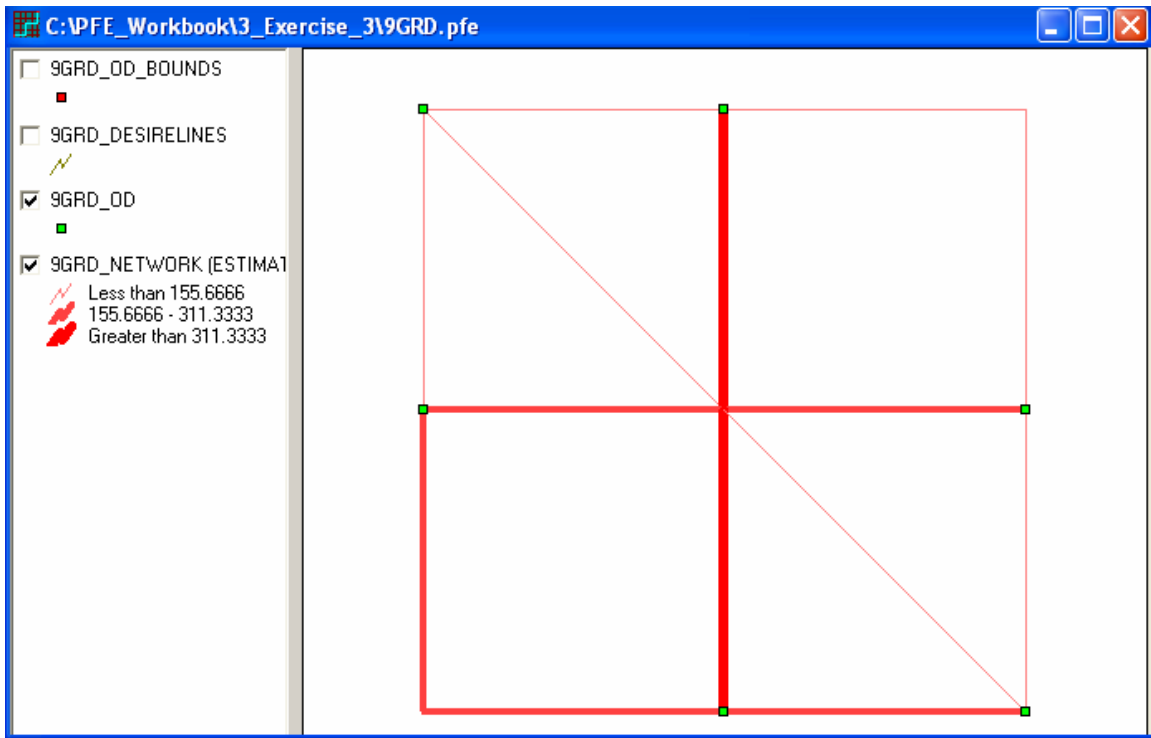 C:\PFE_Workbook\3_Exercise_3\9GRD.pfe
9GRD_OD_BOUNDS
9GRD_DESIRELINES
9GRD_OD
9GRD_NETWORK (ESTIMAT
Less than 155.6666
155.6666 - 311.3333
Greater than 311.3333